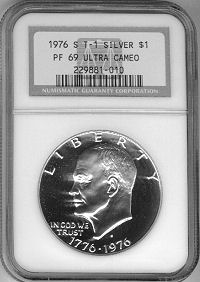 1976 S T-1 SILVER $1
PF 69 ULTRA CAMEO
229881-010
NUMISMATIC GUARANTY CORPORATION
LIBERTY
IN GOD WE
TRUST
1776-1976